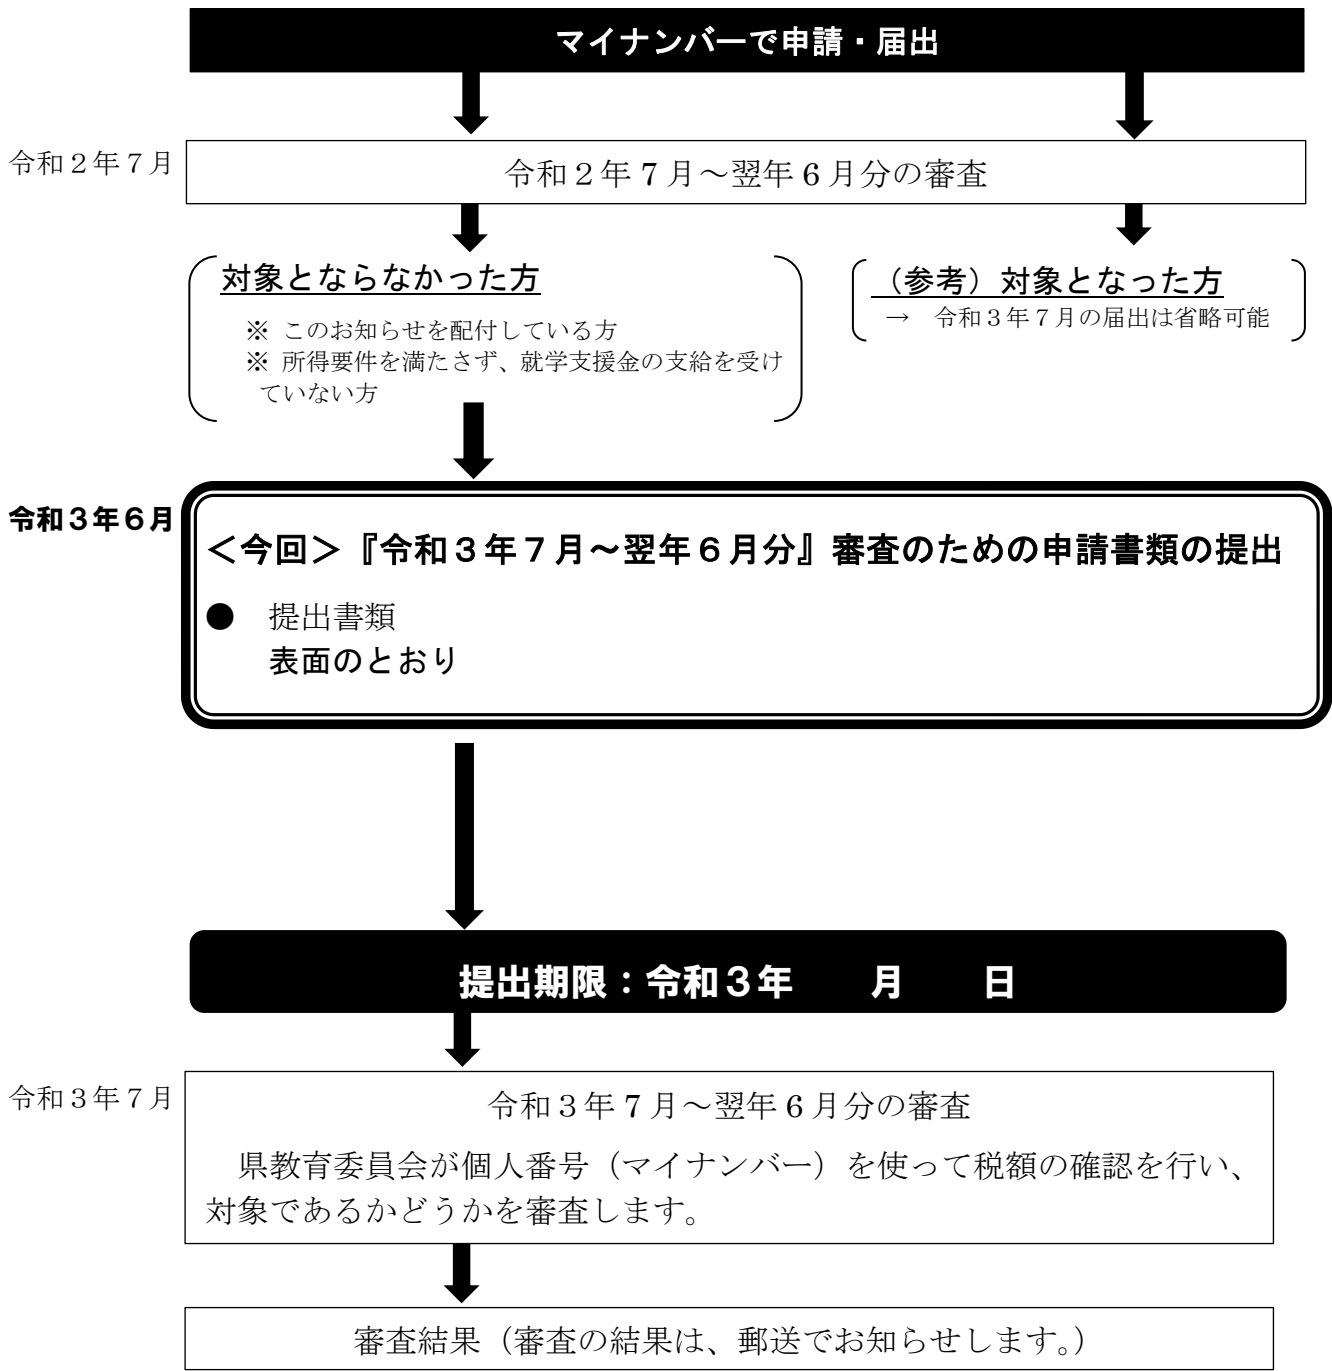 マイナンバーで申請・届出
令和２年７月
令和２年７月～翌年６月分の審査
対象とならなかった方
※ このお知らせを配付している方
※ 所得要件を満たさず、就学支援金の支給を受け
ていない方
（参考）対象となった方
→　令和３年７月の届出は省略可能
令和３年６月
＜今回＞『令和３年７月～翌年６月分』審査のための申請書類の提出
●　提出書類
表面のとおり
提出期限：令和３年　　月　　日
令和３年７月
令和３年７月～翌年６月分の審査
県教育委員会が個人番号（マイナンバー）を使って税額の確認を行い、
対象であるかどうかを審査します。
審査結果（審査の結果は、郵送でお知らせします。）